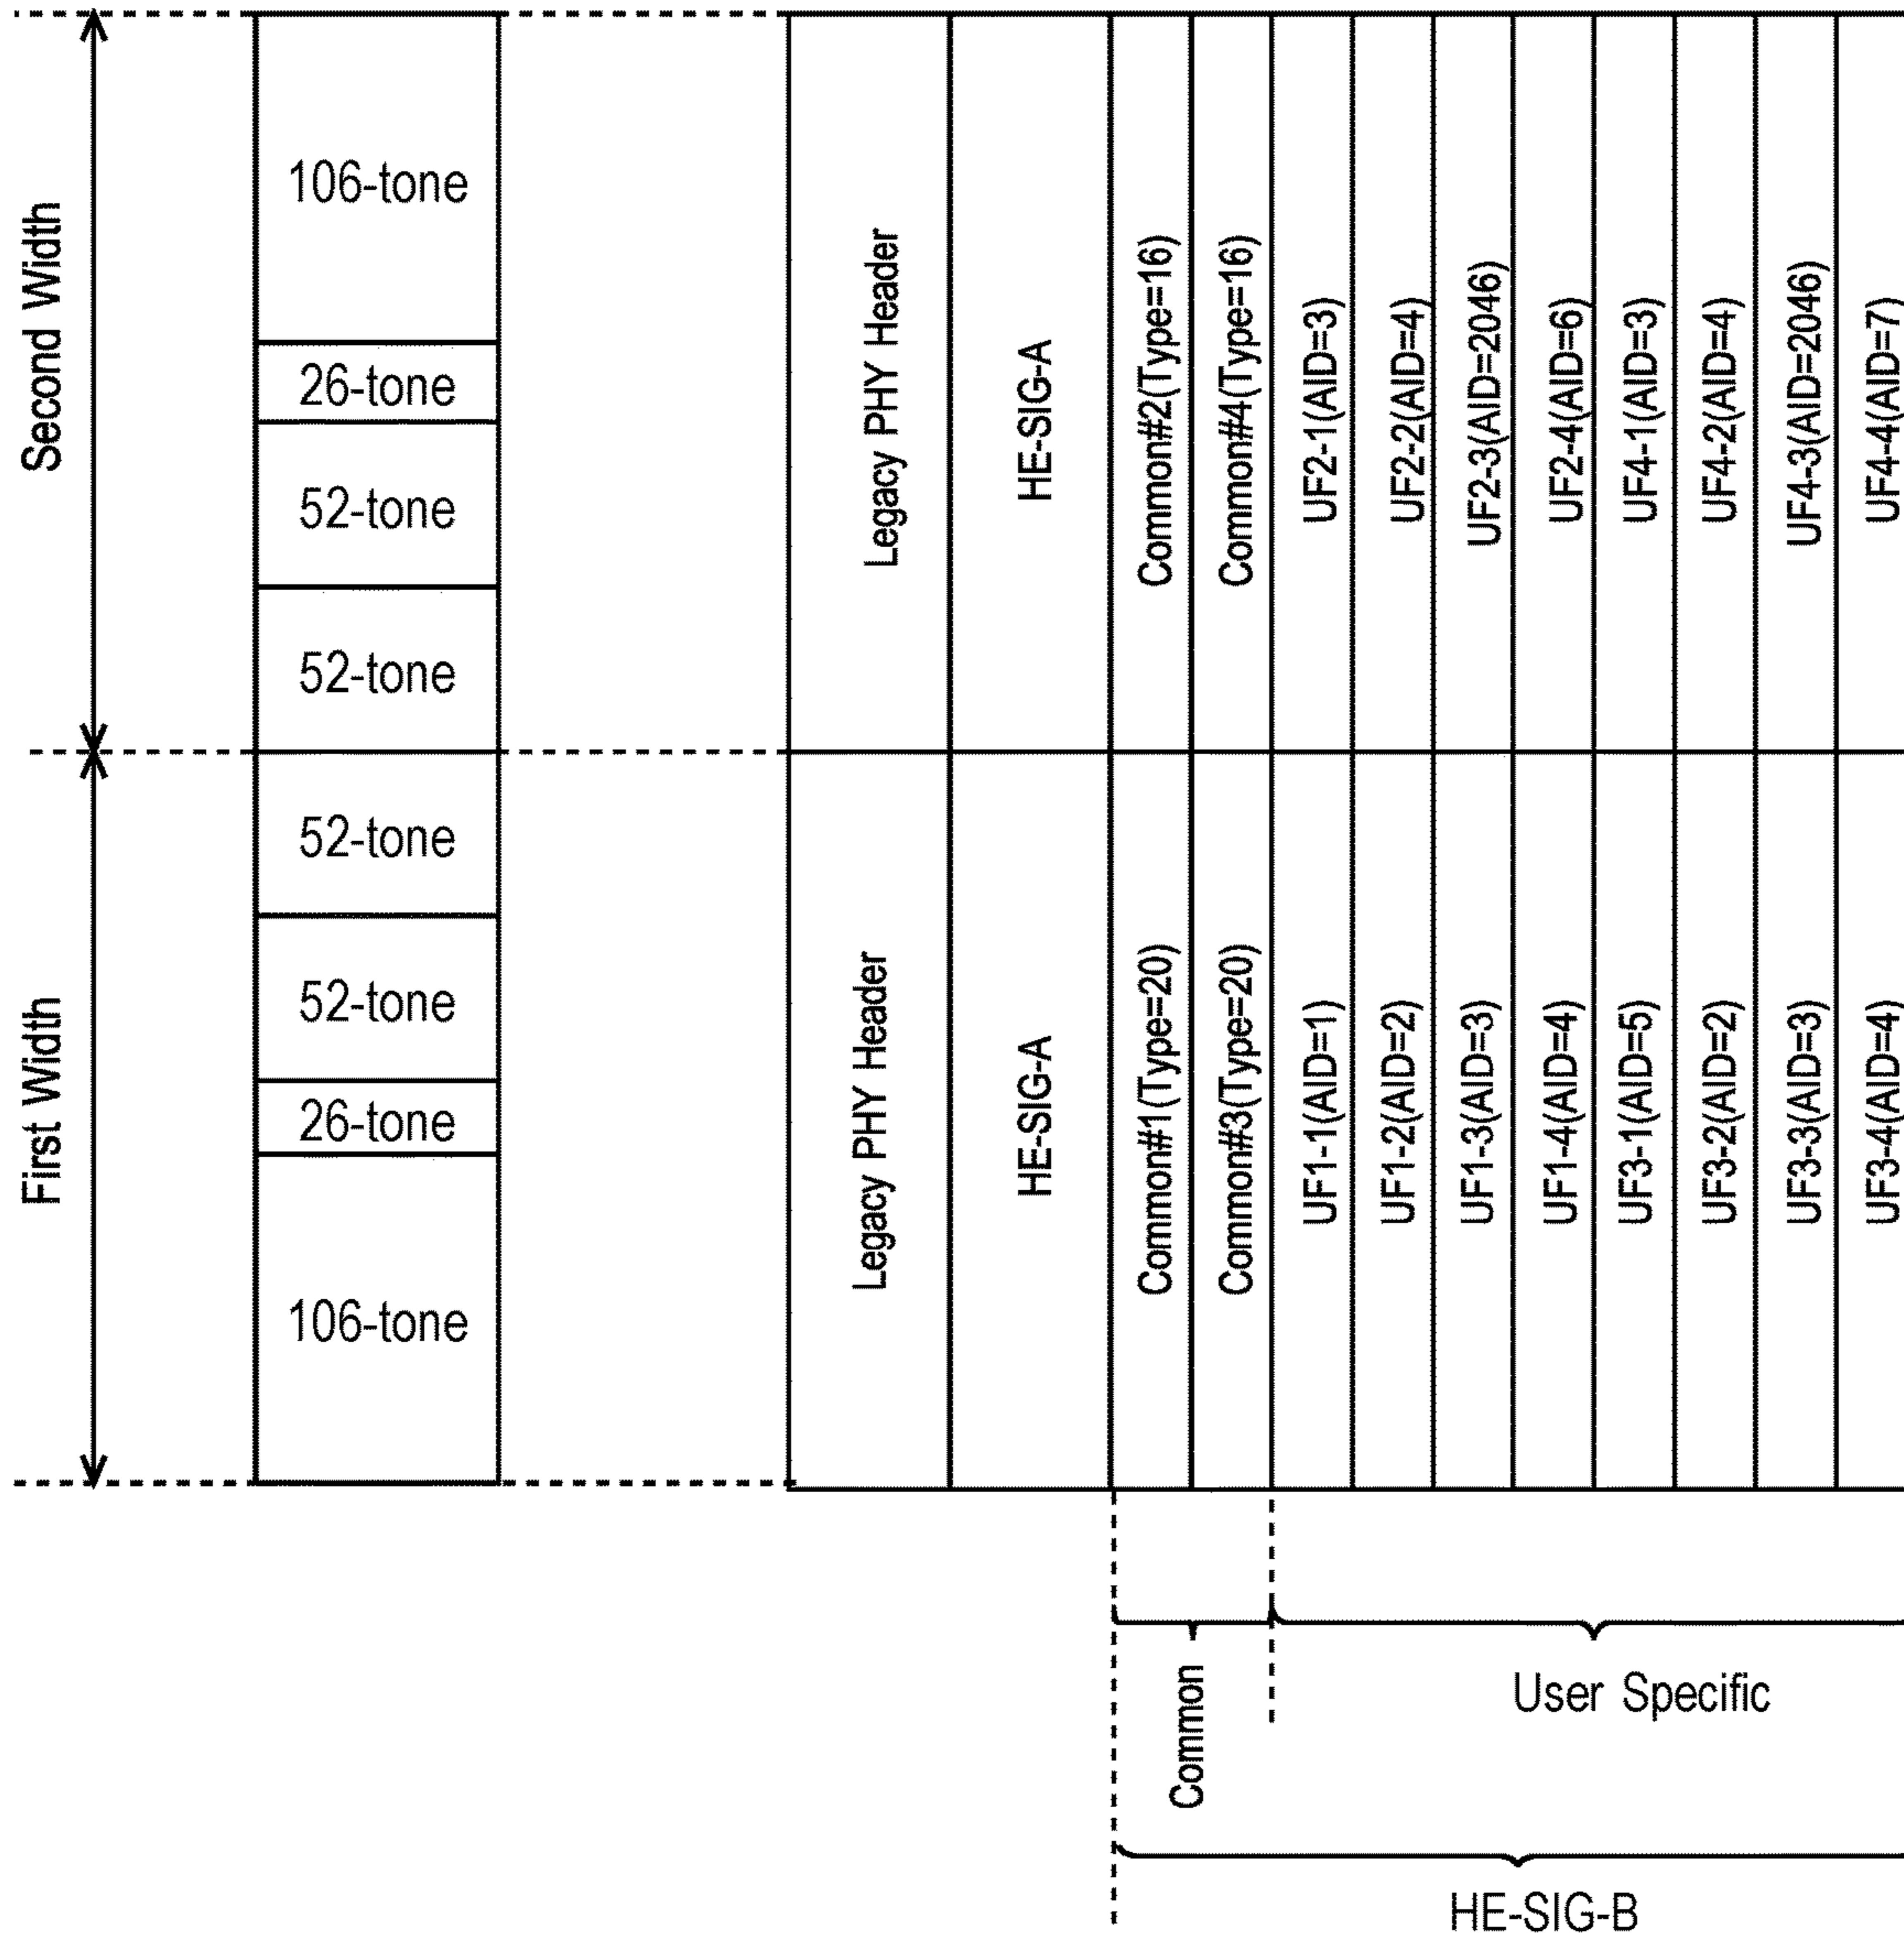 Second Width
106-tone
26-tone
52-tone
52-tone
Legacy PHY Header
HE-SIG-A
Common#2(Type=16)
Common#4(Type=16)
UF2-1(AID=3)
UF2-2(AID=4)
UF2-3(AID=2046)
UF2-4(AID=6)
UF4-1(AID=3)
UF4-2(AID=4)
UF4-3(AID=2046)
UF4-4(AID=7)
First Width
52-tone
52-tone
26-tone
106-tone
Legacy PHY Header
HE-SIG-A
Common#1(Type=20)
Common#3(Type=20)
UF1-1(AID=1)
UF1-2(AID=2)
UF1-3(AID=3)
UF1-4(AID=4)
UF3-1(AID=5)
UF3-2(AID=2)
UF3-3(AID=3)
UF3-4(AID=4)
Common
User Specific
HE-SIG-B